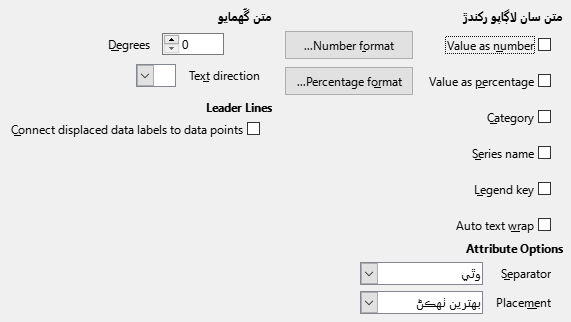 متن سان لاڳاپو رکندڙ
Value as number
Number format...
Value as percentage
Percentage format...
Category
Series name
Legend key
Auto text wrap
Attribute Options
Separator
وٿي
Placement
بهترين ٺھڪڻ
متن گُھمايو
Degrees
0
Text direction
Leader Lines
Connect displaced data labels to data points